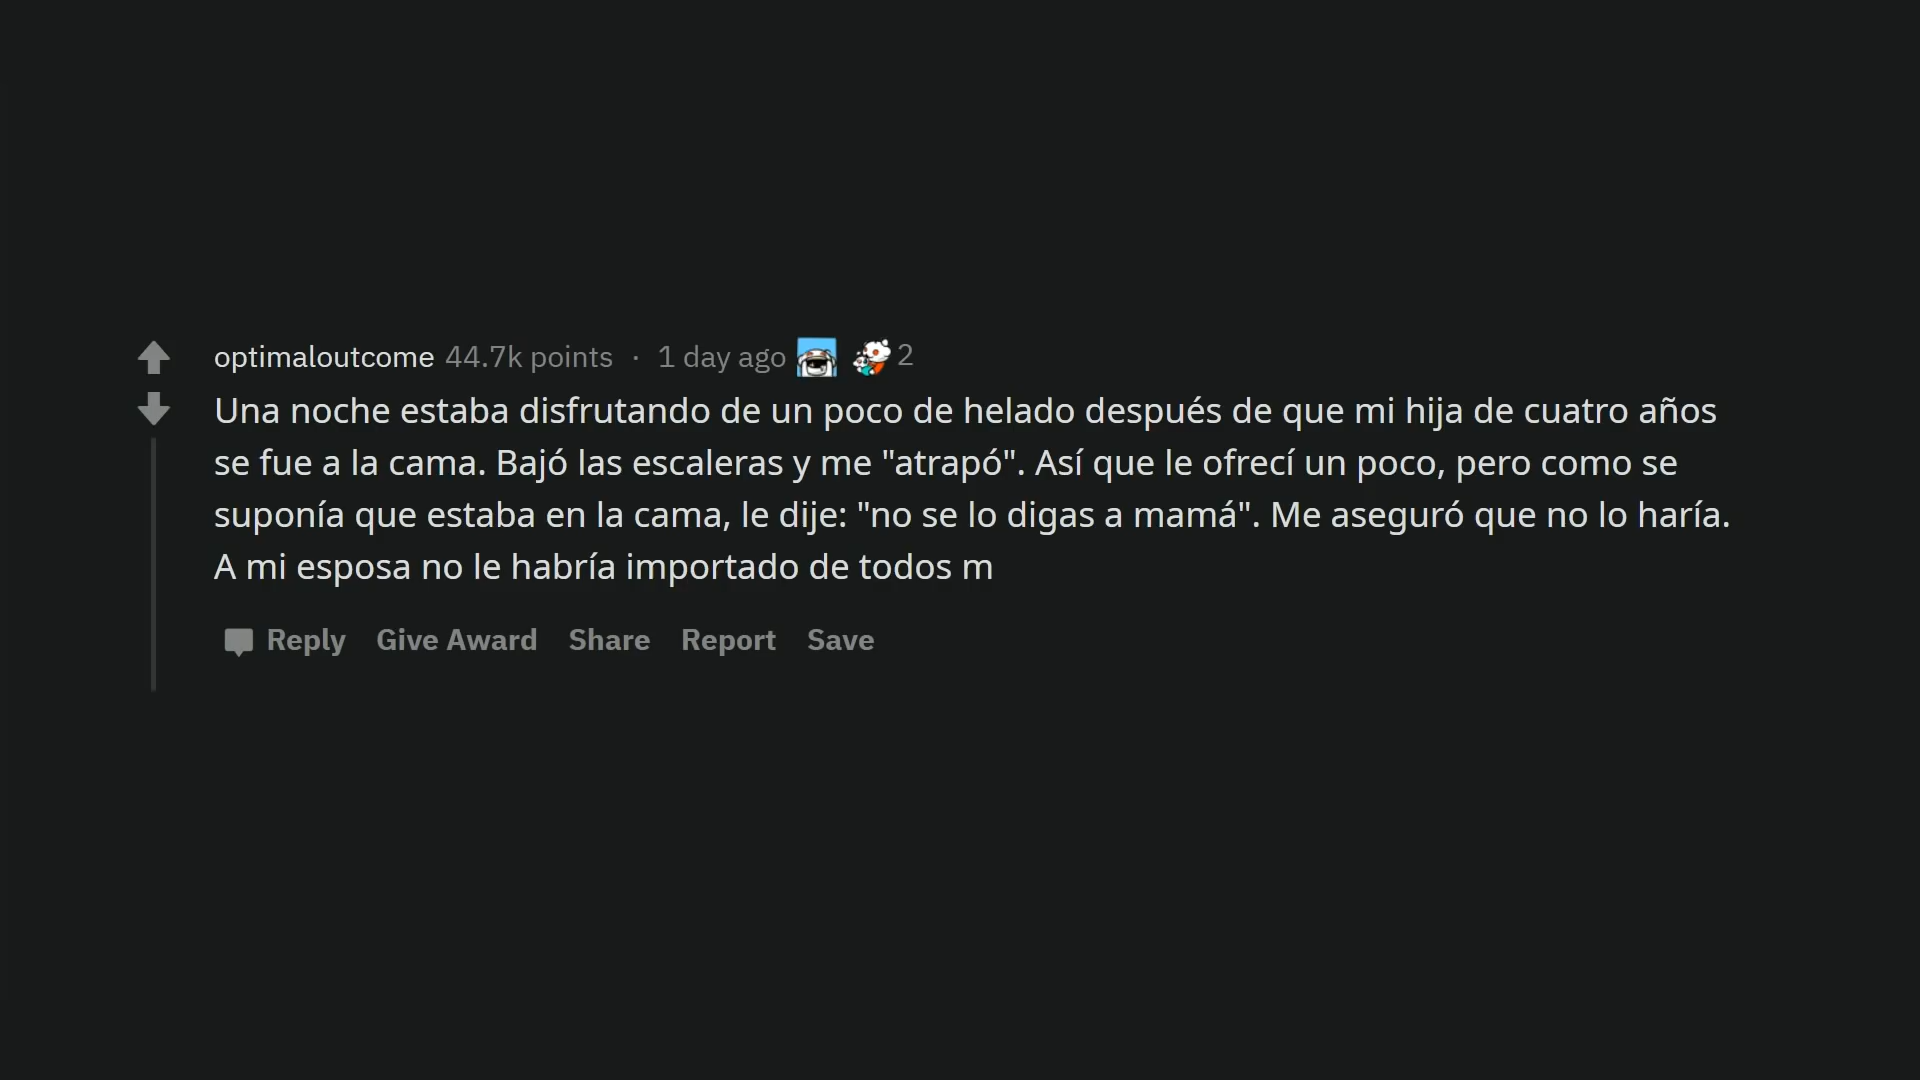 optimaloutcome 44.7k points · 1 day ago 2
Una noche estaba disfrutando de un poco de helado después de que mi hija de cuatro años
se fue a la cama. Bajó las escaleras y me "atrapó". Así que le ofrecí un poco, pero como se
suponía que estaba en la cama, le dije: "no se lo digas a mamá". Me aseguró que no lo haría.
A mi esposa no le habría importado de todos m
Reply Give Award Share Report Save